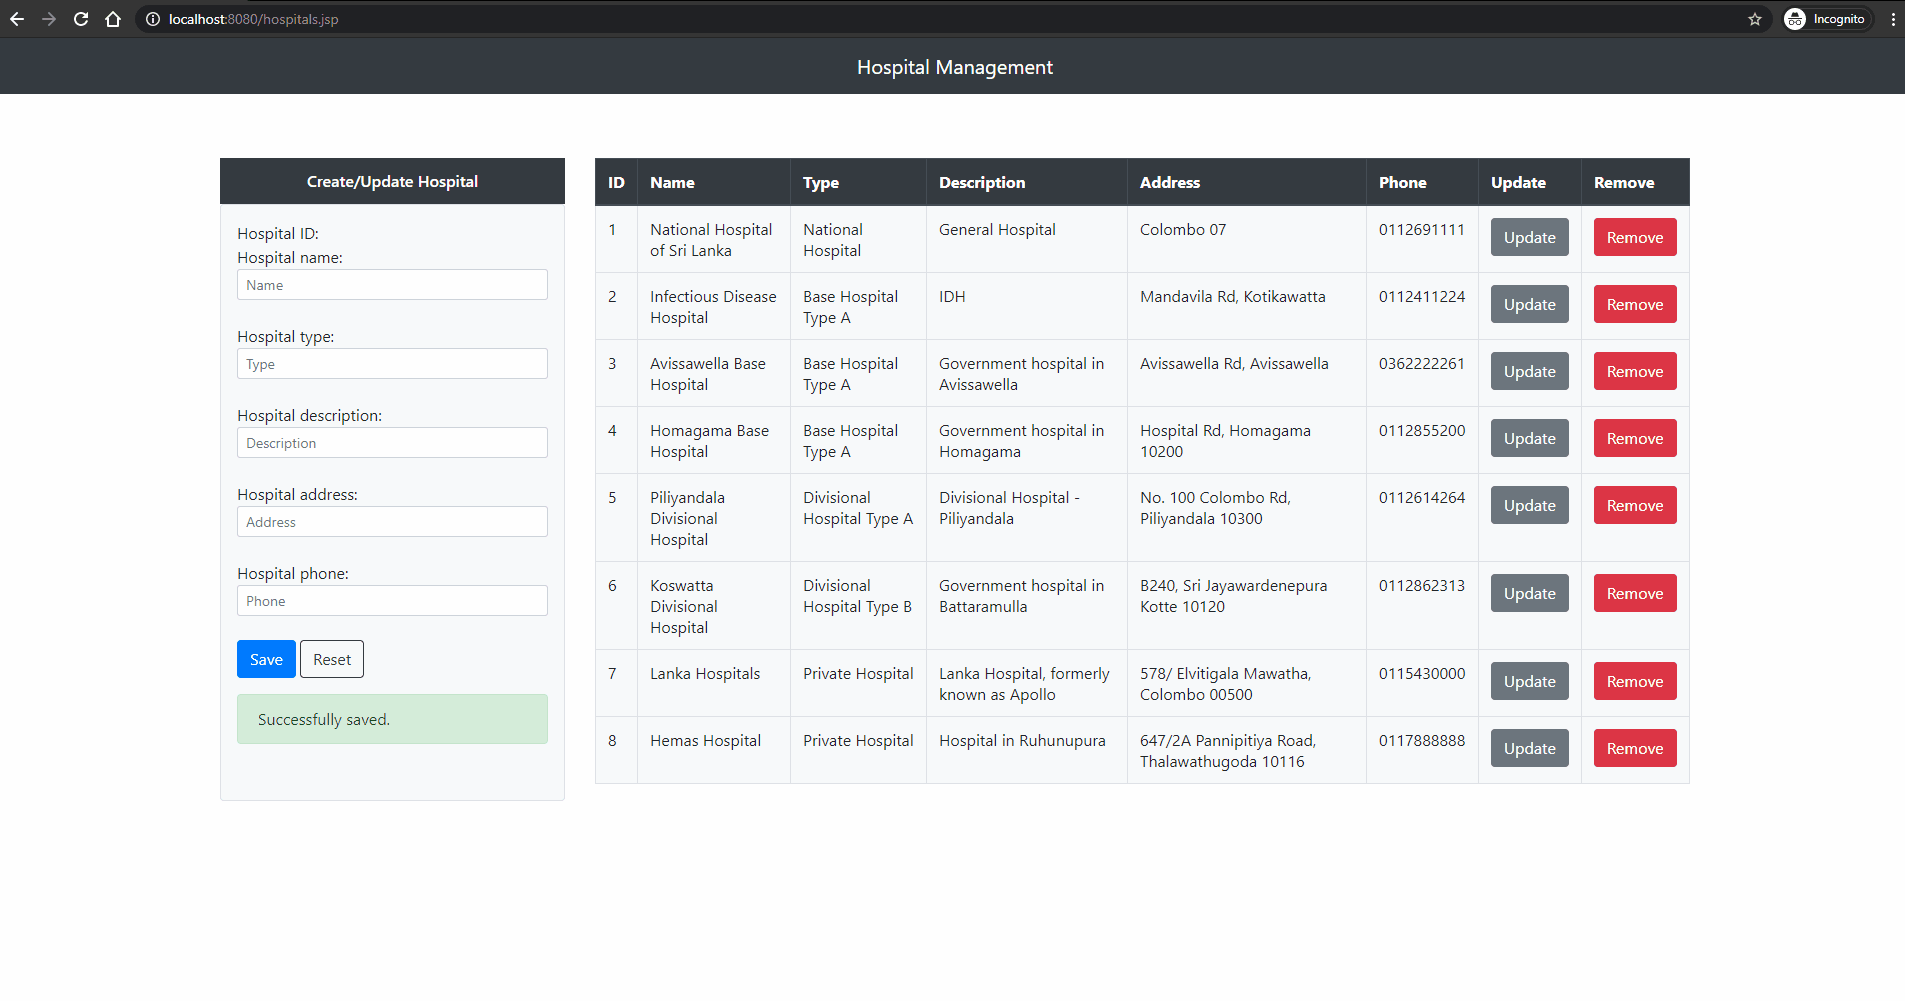 localhost:8080/hospitals.jsp
Incognito
Hospital Management
Create/Update Hospital
Hospital ID:
Hospital name:
Name
Hospital type:
Type
Hospital description:
Description
Hospital address:
Address
Hospital phone:
Phone
Save Reset
Successfully saved.
ID Name Type Description Address Phone Update Remove
1 National Hospital National General Hospital Colombo 07 0112691111 Update Remove
of Sri Lanka Hospital
2 Infectious Disease Base Hospital IDH Mandavila Rd, Kotikawatta 0112411224 Update Remove
Hospital Type A
3 Avissawella Base Base Hospital Government hospital in Avissawella Rd, Avissawella 0362222261 Update Remove
Hospital Type A Avissawella
4 Homagama Base Base Hospital Government hospital in Hospital Rd, Homagama 0112855200 Update Remove
Hospital Type A Homagama 10200
5 Piliyandala Divisional Divisional Hospital - No. 100 Colombo Rd, 0112614264 Update Remove
Divisional Hospital Type A Piliyandala Piliyandala 10300
Hospital
6 Koswatta Divisional Government hospital in B240, Sri Jayawardenepura 0112862313 Update Remove
Divisional Hospital Type B Battaramulla Kotte 10120
Hospital
7 Lanka Hospitals Private Hospital Lanka Hospital, formerly 578/ Elvitigala Mawatha, 0115430000 Update Remove
known as Apollo Colombo 00500
8 Hemas Hospital Private Hospital Hospital in Ruhunupura 647/2A Pannipitiya Road, 0117888888 Update Remove
Thalawathugoda 10116